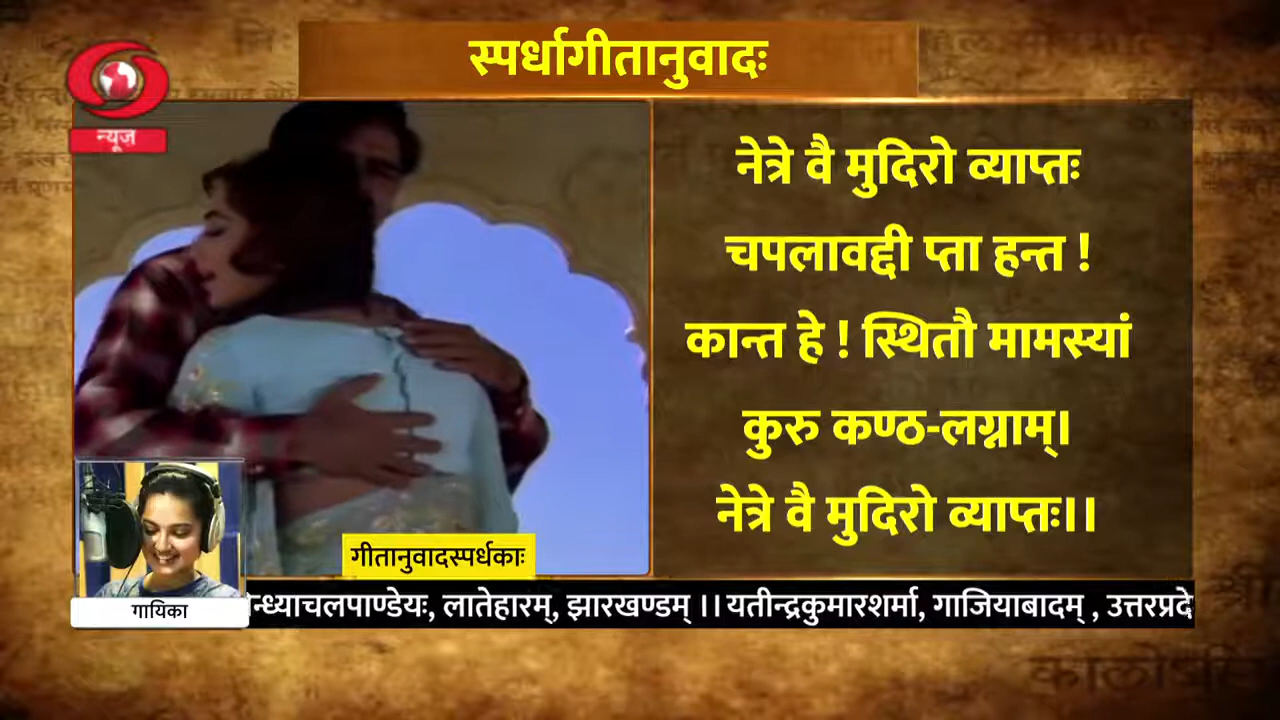 स्पर्धागीतानुवादः
न्यूज़
नेत्रे वै मुदिरो व्याप्तः
चपलावद्दी प्ता हन्त !
कान्त हे ! स्थितौ मामस्यां
कुरु कण्ठ-लग्नाम्।
नेत्रे वै मुदिरो व्याप्तः।।
गीतानुवादस्पर्धकाः
गायिका
न्ध्याचलपाण्डेयः, लातेहारम्, झारखण्डम् ।। यतीन्द्रकुमारशर्मा, गाजियाबादम् , उत्तरप्रदे